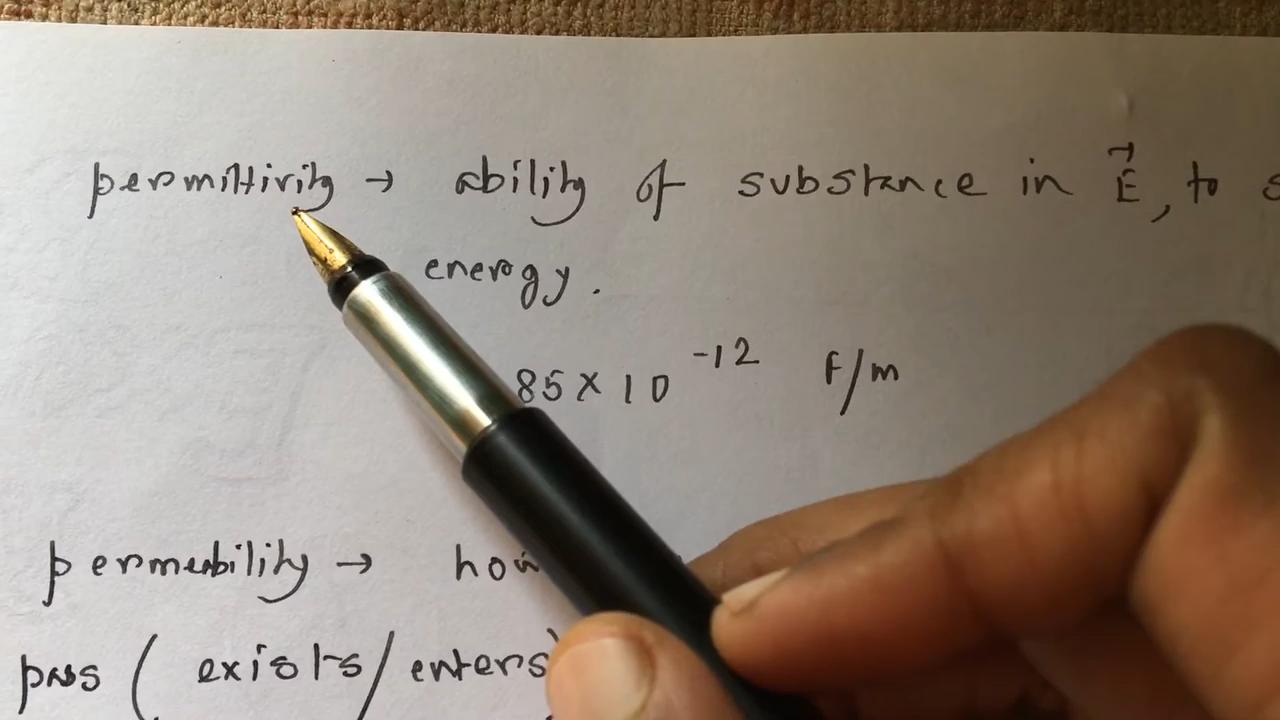 permittivity → ability of substance in E⃗, to s
energy.
85×10⁻¹² F/m
permeability → how
pass ( exists/enters)